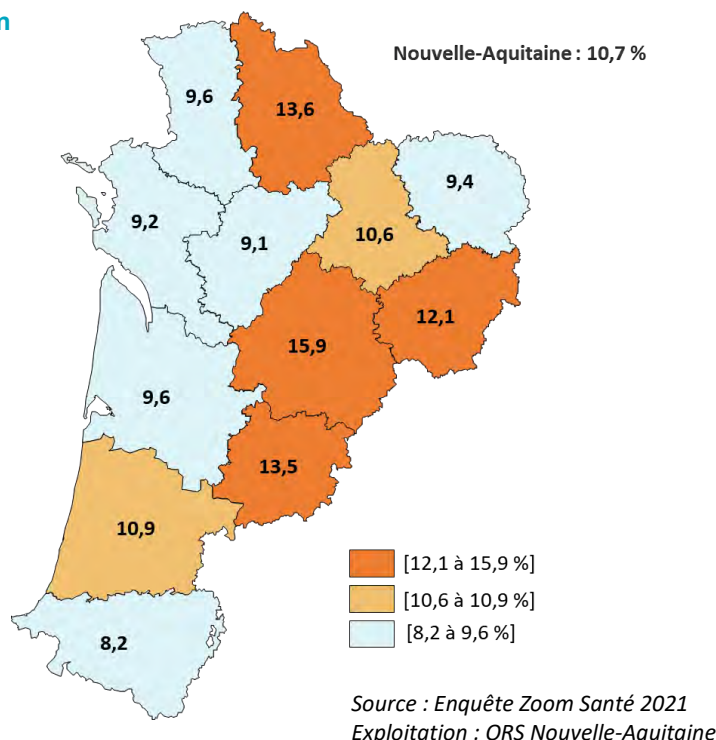 n
Nouvelle-Aquitaine : 10,7 %
9,6
13,6
9,4
9,2
9,1
10,6
12,1
15,9
9,6
13,5
10,9
8,2
[12,1 à 15,9 %]
[10,6 à 10,9 %]
[8,2 à 9,6 %]
Source : Enquête Zoom Santé 2021
Exploitation : ORS Nouvelle-Aquitaine